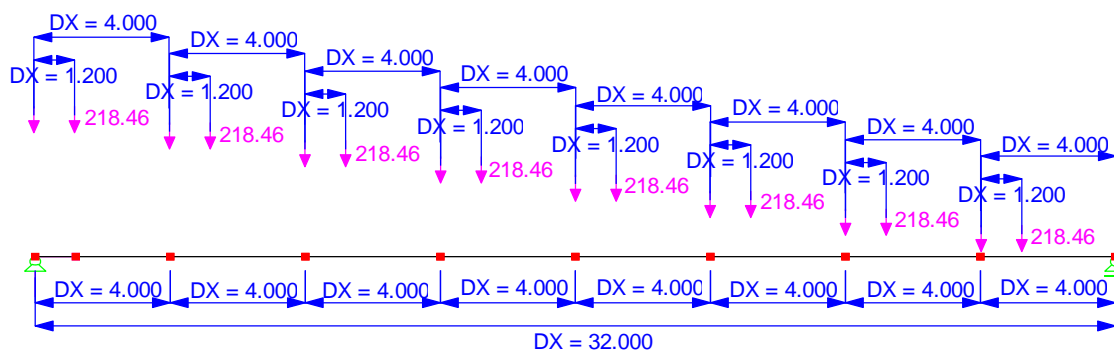 DX = 4.000
DX = 4.000
DX = 4.000
DX = 4.000
DX = 4.000
DX = 4.000
DX = 4.000
DX = 4.000
DX = 1.200
DX = 1.200
DX = 1.200
DX = 1.200
DX = 1.200
DX = 1.200
DX = 1.200
DX = 1.200
218.46
218.46
218.46
218.46
218.46
218.46
218.46
218.46
DX = 4.000
DX = 4.000
DX = 4.000
DX = 4.000
DX = 4.000
DX = 4.000
DX = 4.000
DX = 4.000
DX = 32.000